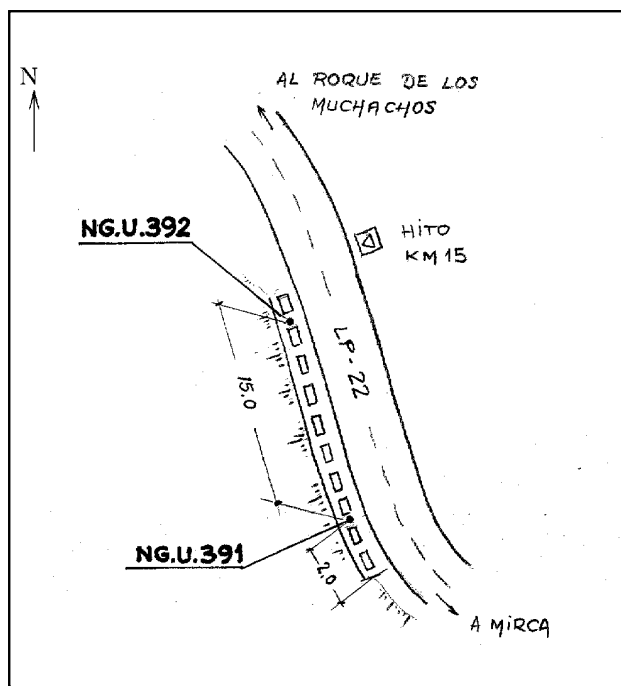 N
AL ROQUE DE LOS
MUCHACHOS
NG.U.392
HITO
KM 15
LP-22
15.0
NG.U.391
2.0
A MIRCA